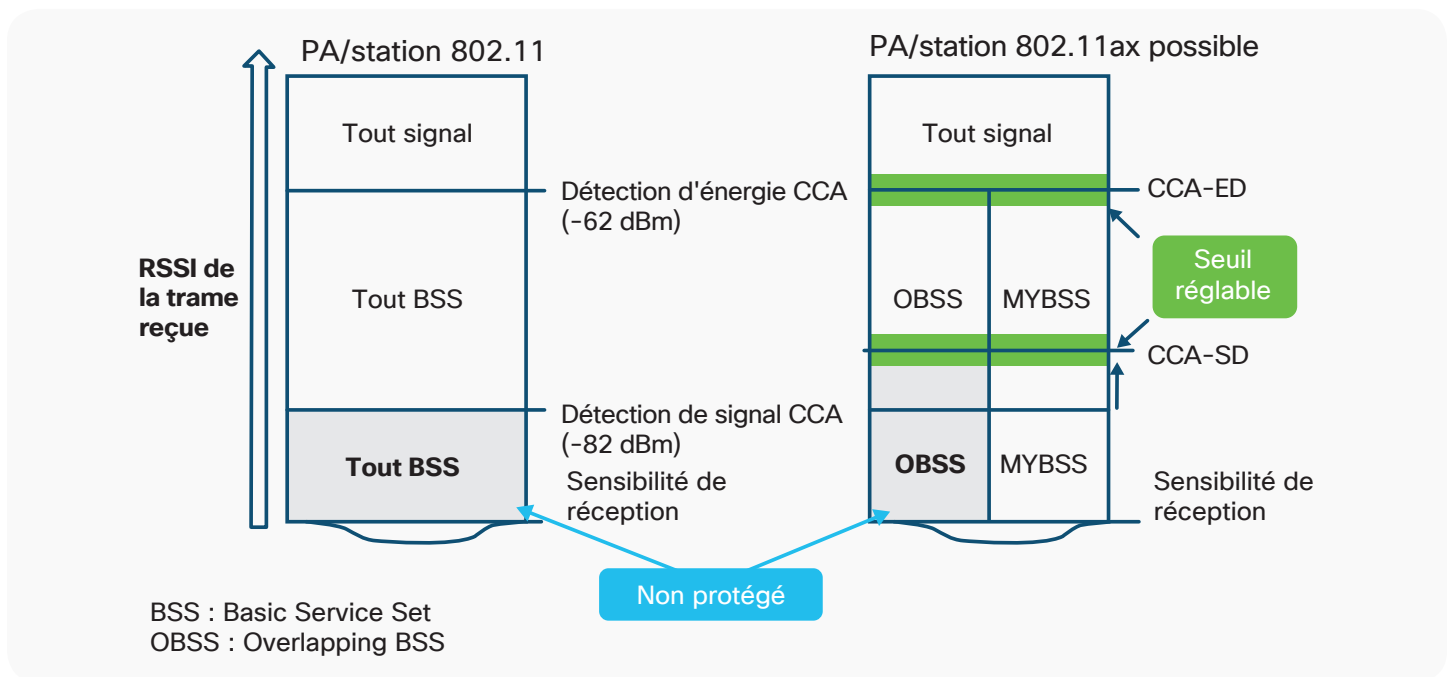 PA/station 802.11
Tout signal
Détection d'énergie CCA
(-62 dBm)
RSSI de
la trame
reçue
Tout BSS
Détection de signal CCA
(-82 dBm)
Tout BSS
Sensibilité de
réception
PA/station 802.11ax possible
Tout signal
CCA-ED
Seuil
réglable
OBSS
MYBSS
CCA-SD
OBSS
MYBSS
Sensibilité de
réception
Non protégé
BSS : Basic Service Set
OBSS : Overlapping BSS